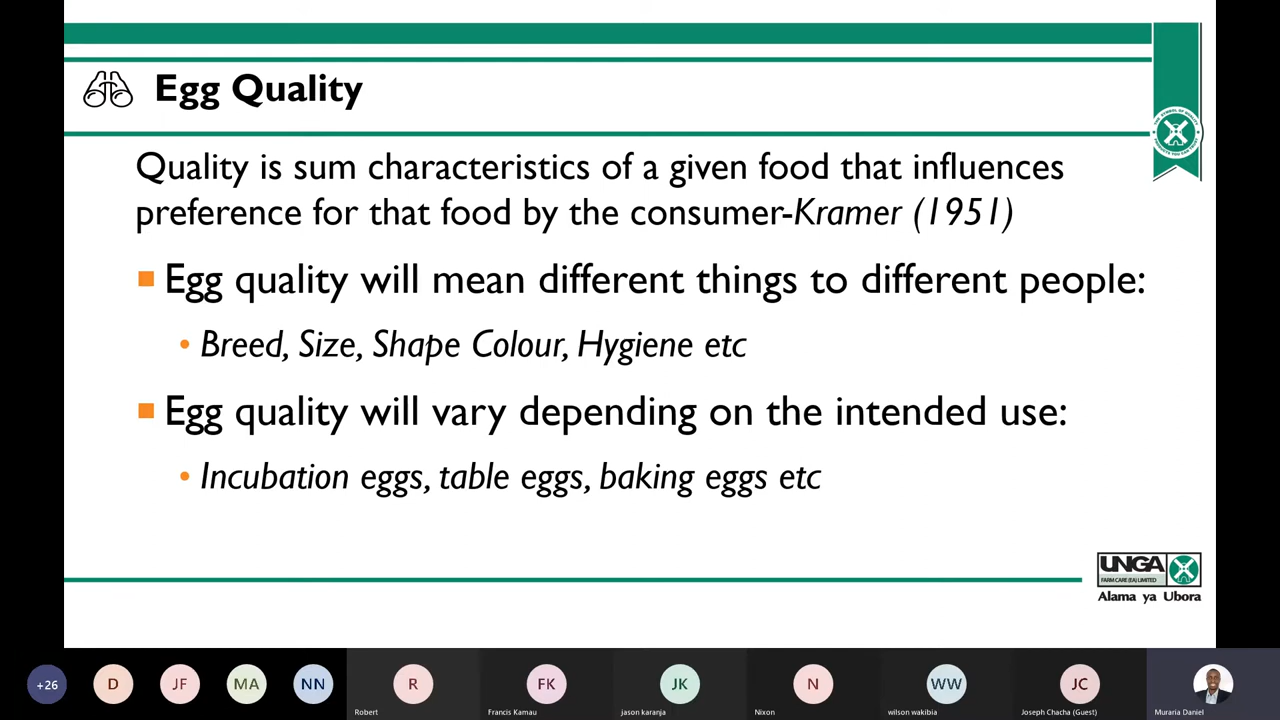 Egg Quality
Quality is sum characteristics of a given food that influences
preference for that food by the consumer-Kramer (1951)
Egg quality will mean different things to different people:
Breed, Size, Shape Colour, Hygiene etc
Egg quality will vary depending on the intended use:
Incubation eggs, table eggs, baking eggs etc
UNGA
FARM CARE (EA) LIMITED
Alama ya Ubora
+26
D
JF
MA
NN
R
FK
JK
N
WW
JC
Robert
Francis Kamau
jason karanja
Nixon
wilson wakibia
Joseph Chacha (Guest)
Muraria Daniel